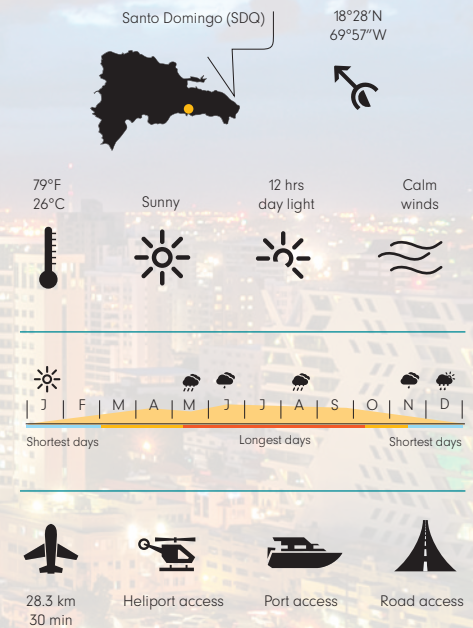 Santo Domingo (SDQ)
18°28’N
69°57”W
79°F
26°C
Sunny
12 hrs
day light
Calm
winds
J F M A M J J A S O N D
Shortest days
Longest days
Shortest days
28.3 km
30 min
Heliport access
Port access
Road access